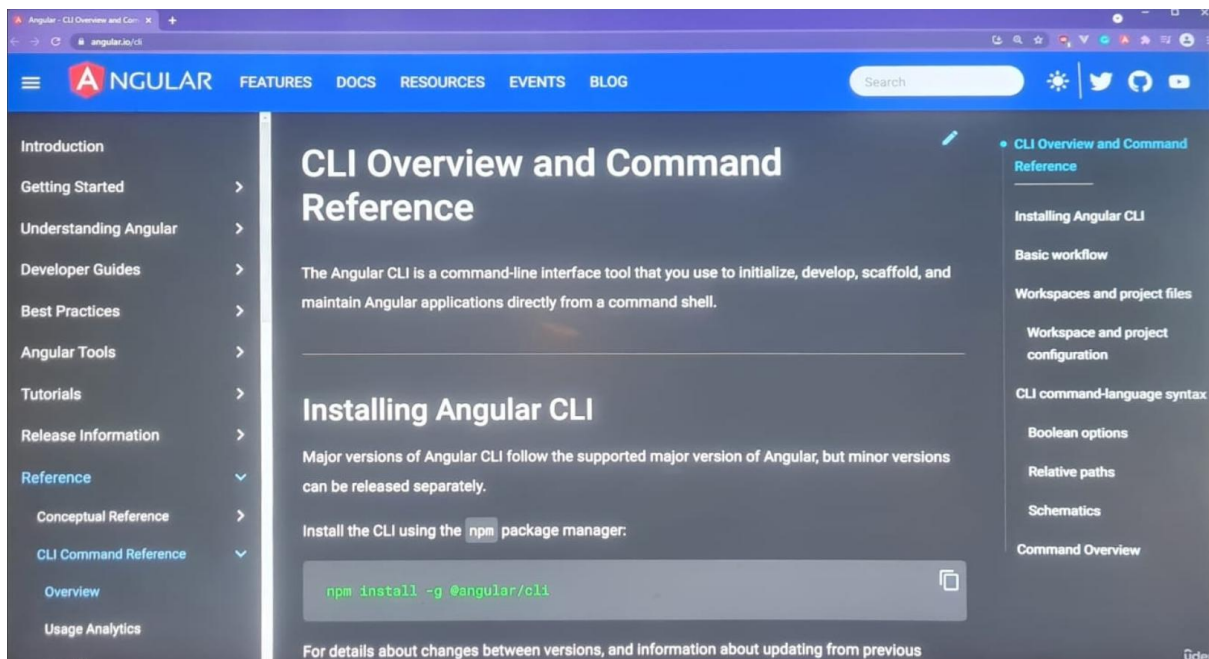 Angular - CLI Overview and Com
angular.io/cli
ANGULAR FEATURES DOCS RESOURCES EVENTS BLOG Search
Introduction
Getting Started
Understanding Angular
Developer Guides
Best Practices
Angular Tools
Tutorials
Release Information
Reference
Conceptual Reference
CLI Command Reference
Overview
Usage Analytics
CLI Overview and Command
Reference
The Angular CLI is a command-line interface tool that you use to initialize, develop, scaffold, and
maintain Angular applications directly from a command shell.
Installing Angular CLI
Major versions of Angular CLI follow the supported major version of Angular, but minor versions
can be released separately.
Install the CLI using the npm package manager:
npm install -g @angular/cli
For details about changes between versions, and information about updating from previous
CLI Overview and Command
Reference
Installing Angular CLI
Basic workflow
Workspaces and project files
Workspace and project
configuration
CLI command-language syntax
Boolean options
Relative paths
Schematics
Command Overview